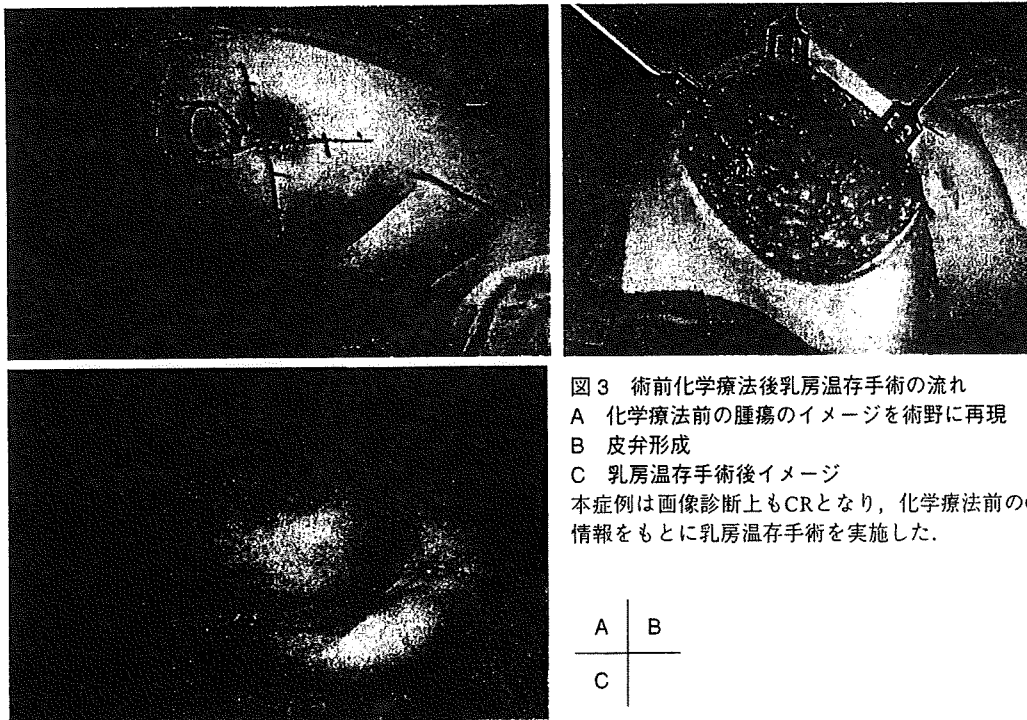 図3 術前化学療法後乳房温存手術の流れ
A 化学療法前の腫瘍のイメージを術野に再現
B 皮弁形成
C 乳房温存手術後イメージ
本症例は画像診断上もCRとなり，化学療法前の
情報をもとに乳房温存手術を実施した．
A B
C